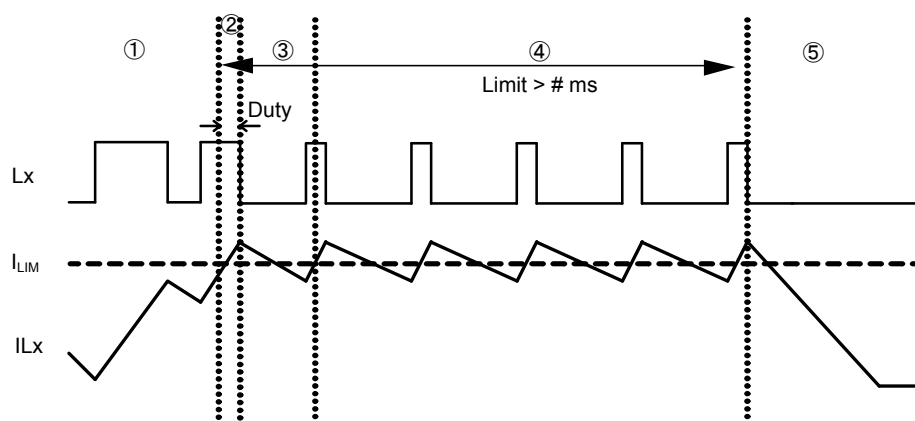 ②
① ③ ④ ⑤
Limit > # ms
Duty
Lx
ILIM
ILx